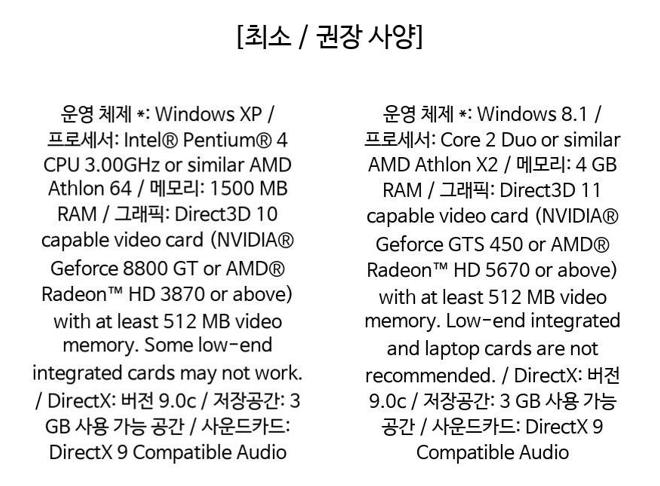 [최소 / 권장 사양]
운영 체제 *: Windows XP /
프로세서: Intel® Pentium® 4
CPU 3.00GHz or similar AMD
Athlon 64 / 메모리: 1500 MB
RAM / 그래픽: Direct3D 10
capable video card (NVIDIA®
Geforce 8800 GT or AMD®
Radeon™ HD 3870 or above)
with at least 512 MB video
memory. Some low-end
integrated cards may not work.
/ DirectX: 버전 9.0c / 저장공간: 3
GB 사용 가능 공간 / 사운드카드:
DirectX 9 Compatible Audio
운영 체제 *: Windows 8.1 /
프로세서: Core 2 Duo or similar
AMD Athlon X2 / 메모리: 4 GB
RAM / 그래픽: Direct3D 11
capable video card (NVIDIA®
Geforce GTS 450 or AMD®
Radeon™ HD 5670 or above)
with at least 512 MB video
memory. Low-end integrated
and laptop cards are not
recommended. / DirectX: 버전
9.0c / 저장공간: 3 GB 사용 가능
공간 / 사운드카드: DirectX 9
Compatible Audio